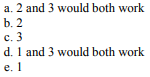 a. 2 and 3 would both work
b. 2
c. 3
d. 1 and 3 would both work
e. 1